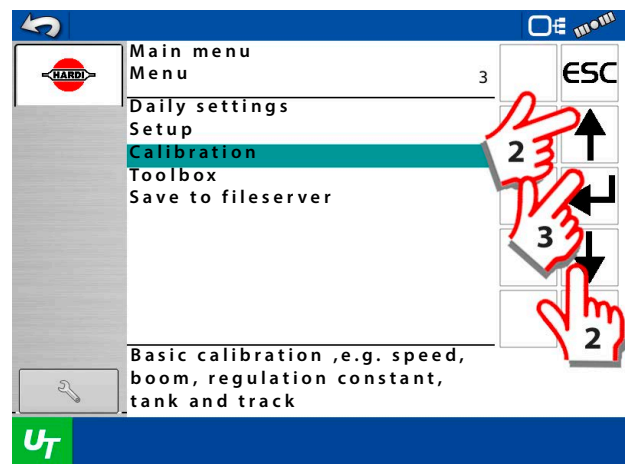 HARDI
Main menu
Menu 3
ESC
Daily settings
Setup
Calibration
Toolbox
Save to fileserver
2
3
2
Basic calibration ,e.g. speed,
boom, regulation constant,
tank and track
UT